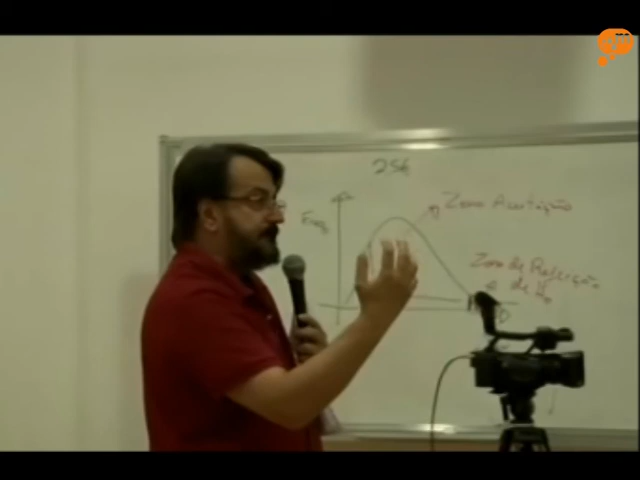 256
Freq
Zona Aceitação
Zona de Rejeição
de H₀
D